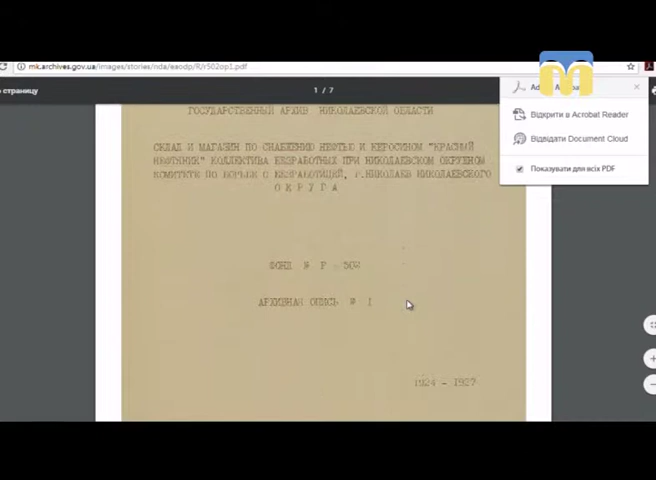 mk.archives.gov.ua/images/stories/nda/eaodp/R/r502op1.pdf
о страницу
1 / 7
Відкрити в Acrobat Reader
Відвідати Document Cloud
Показувати для всіх PDF
ГОСУДАРСТВЕННЫЙ АРХИВ НИКОЛАЕВСКОЙ ОБЛАСТИ
СКЛАД И МАГАЗИН ПО СНАБЖЕНИЮ НЕФТЬЮ И КЕРОСИНОМ "КРАСНЫЙ
НЕФТЯНИК" КОЛЛЕКТИВА БЕЗРАБОТНЫХ ПРИ НИКОЛАЕВСКОМ ОКРУЖНОМ
КОМИТЕТЕ ПО БОРЬБЕ С БЕЗРАБОТИЦЕЙ, Г.НИКОЛАЕВ НИКОЛАЕВСКОГО
ОКРУГА
ФОНД № Р - 502
АРХИВНАЯ ОПИСЬ № 1
1924 - 1927